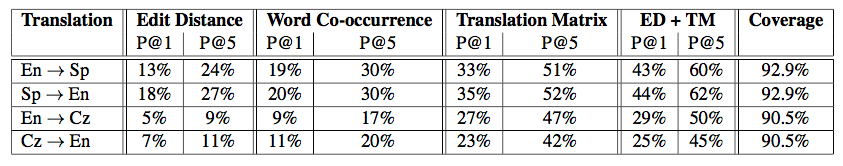 Translation Edit Distance Word Co-occurrence Translation Matrix ED + TM Coverage
P@1 P@5 P@1 P@5 P@1 P@5 P@1 P@5
En → Sp 13% 24% 19% 30% 33% 51% 43% 60% 92.9%
Sp → En 18% 27% 20% 30% 35% 52% 44% 62% 92.9%
En → Cz 5% 9% 9% 17% 27% 47% 29% 50% 90.5%
Cz → En 7% 11% 11% 20% 23% 42% 25% 45% 90.5%